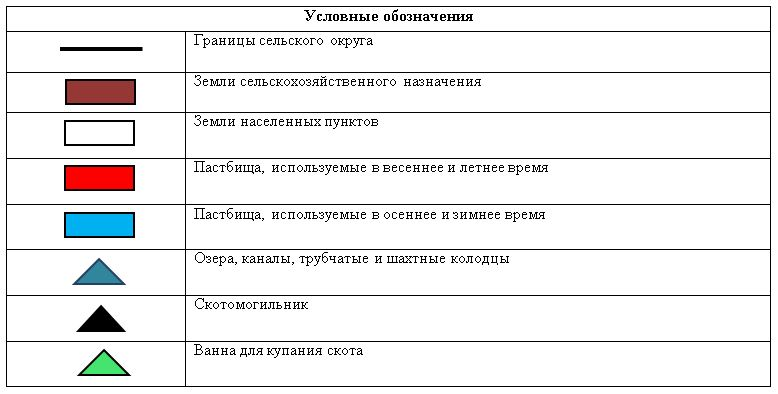 Условные обозначения
Границы сельского округа
Земли сельскохозяйственного назначения
Земли населенных пунктов
Пастбища, используемые в весеннее и летнее время
Пастбища, используемые в осеннее и зимнее время
Озера, каналы, трубчатые и шахтные колодцы
Скотомогильник
Ванна для купания скота